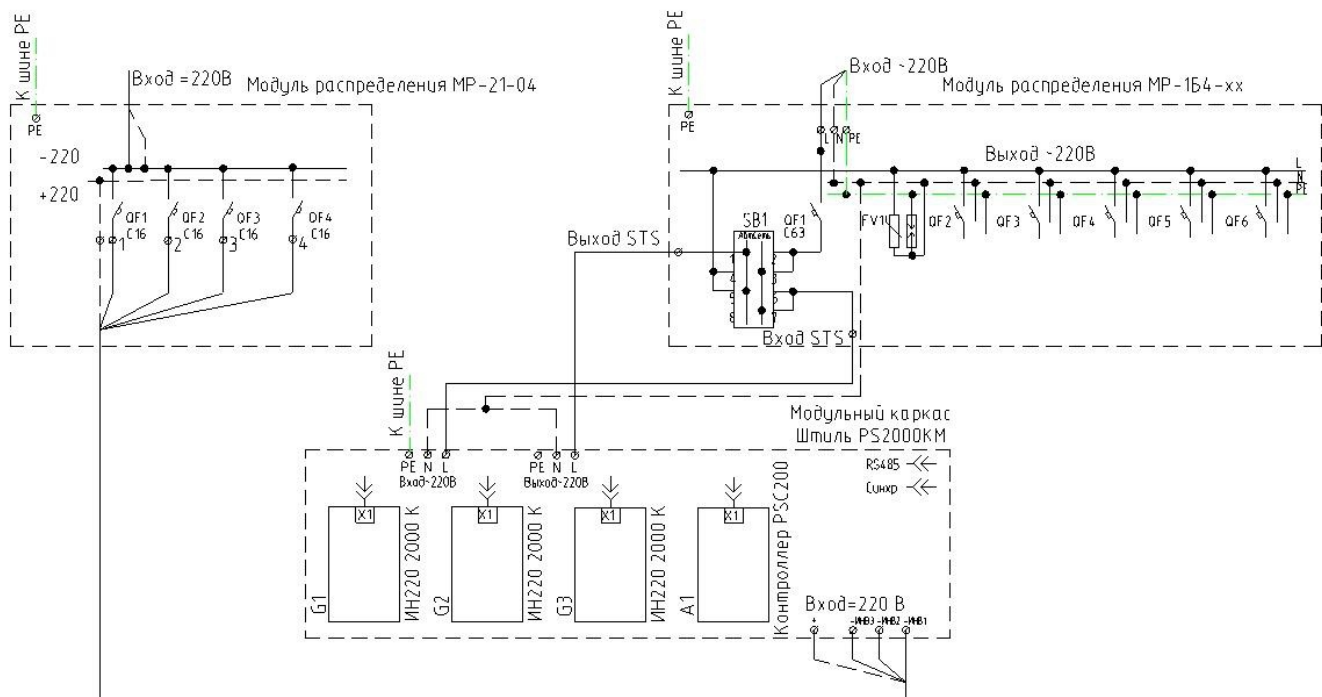 К шине PE
Вход =220В
Модуль распределения МР-21-04
PE
-220
+220
QF1
C16
QF2
C16
QF3
C16
QF4
C16
1
2
3
4
К шине PE
Вход ~220В
Модуль распределения МР-1Б4-хх
PE
L
N
PE
Выход ~220В
L
N
PE
SB1
QF1
C63
FV1
QF2
QF3
QF4
QF5
QF6
Выход STS
Вход STS
К шине PE
Модульный каркас
Штиль PS2000КМ
PE N L
Вход~220В
PE N L
Выход~220В
RS485
Синхр
X1
X1
X1
X1
G1
ИН220 2000 К
G2
ИН220 2000 К
G3
ИН220 2000 К
A1
Контроллер PSC200
Вход=220 В
+
-ИНВ3
-ИНВ2
-ИНВ1